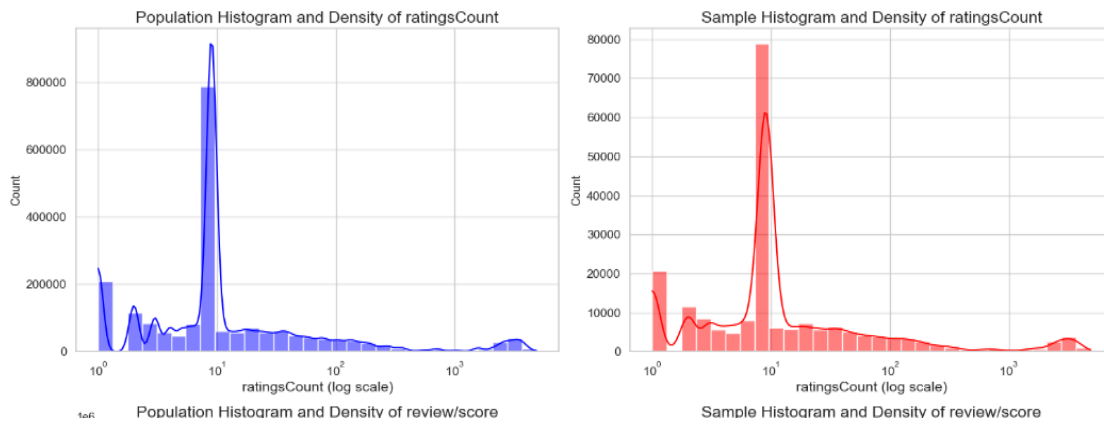 Population Histogram and Density of ratingsCount
Count
800000
600000
400000
200000
0
10⁰
10¹
10²
10³
ratingsCount (log scale)
Sample Histogram and Density of ratingsCount
Count
80000
70000
60000
50000
40000
30000
20000
10000
0
10⁰
10¹
10²
10³
ratingsCount (log scale)
1e6
Population Histogram and Density of review/score
Sample Histogram and Density of review/score